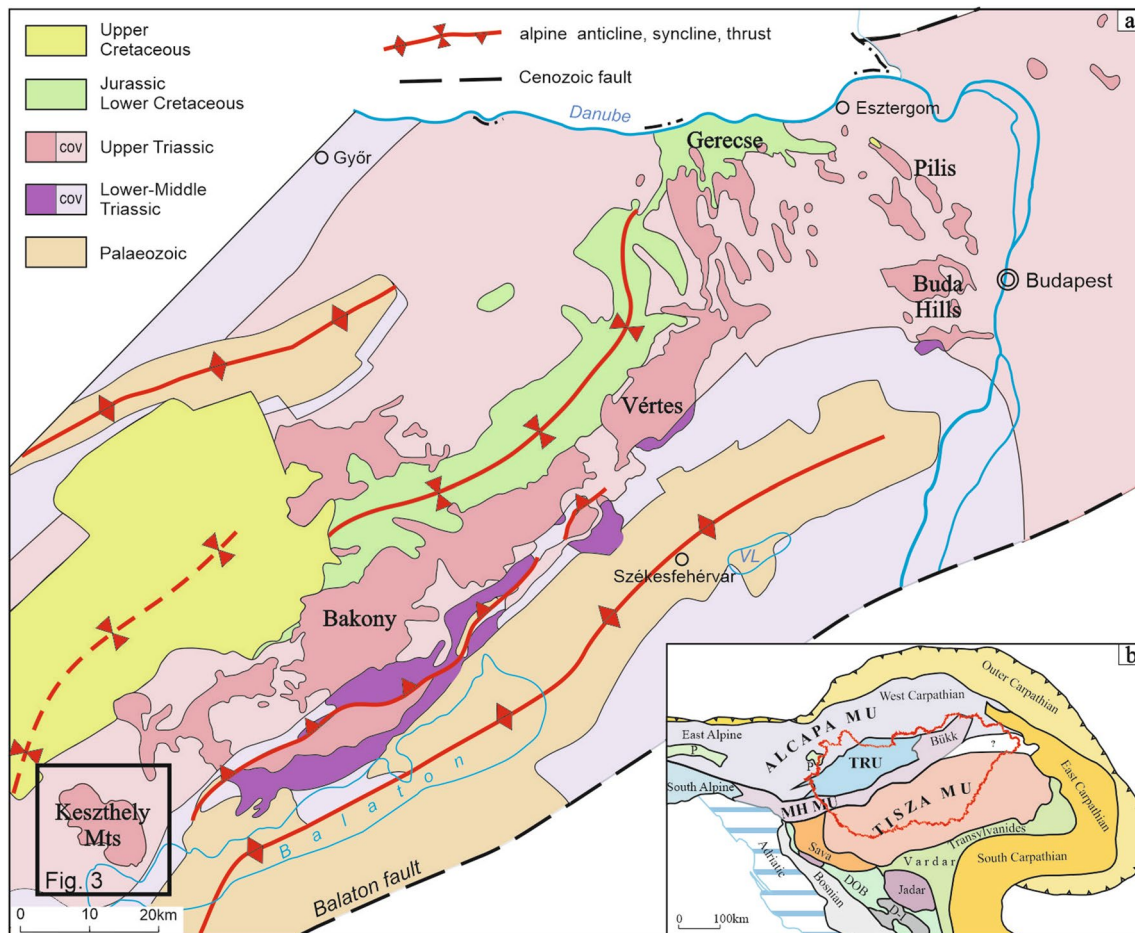 a
Upper
Cretaceous
Jurassic
Lower Cretaceous
cov
Upper Triassic
cov
Lower-Middle
Triassic
Palaeozoic
alpine anticline, syncline, thrust
Cenozoic fault
Danube
Győr
Esztergom
Gerecse
Pilis
Buda
Hills
Budapest
Vértes
VL
Székesfehérvár
Bakony
Balaton
Keszthely
Mts
Fig. 3
Balaton fault
0 10 20km
b
Outer Carpathian
West Carpathian
ALCAPA MU
East Alpine
P
P
Bükk
?
TRU
South Alpine
MH MU
TISZA MU
East Carpathian
Transylvanides
Sava
Vardar
South Carpathian
Adriatic
Bosnian
DOB
Jadar
D-I
0 100km